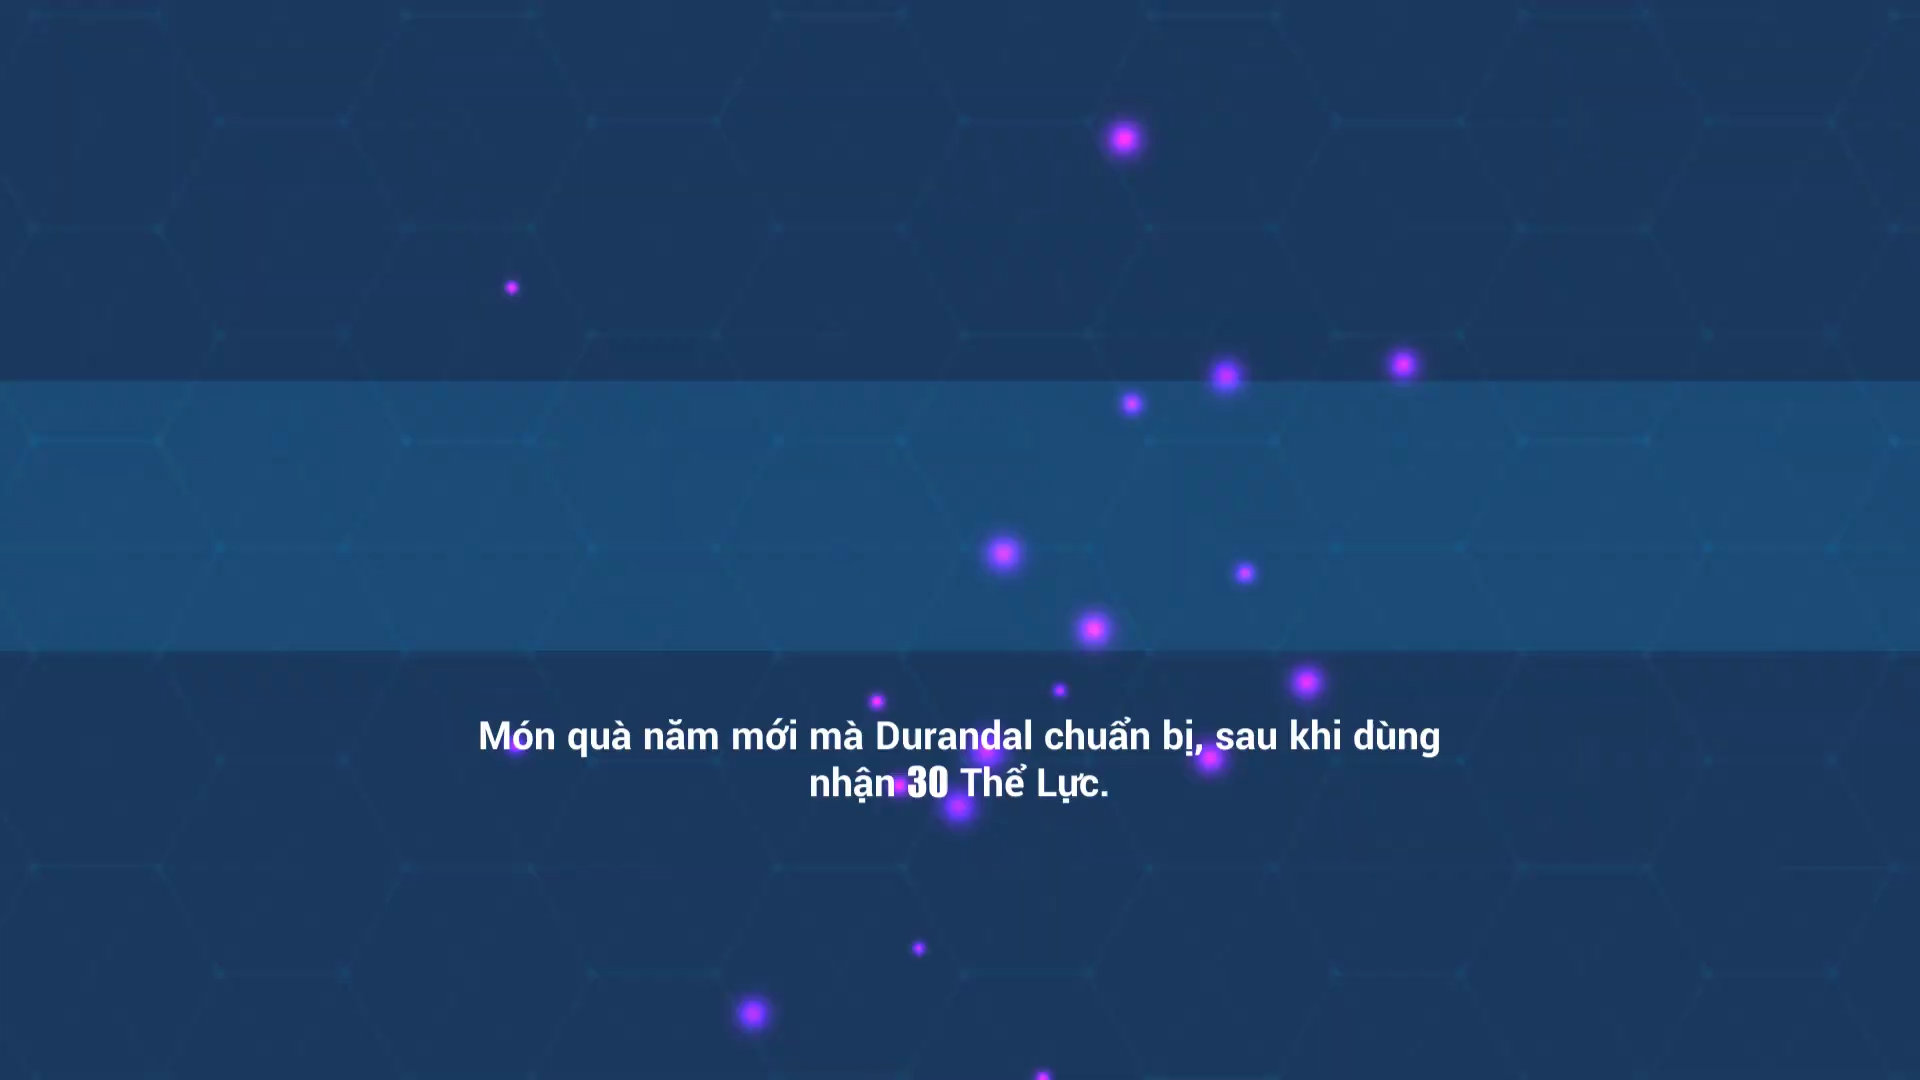 Món quà năm mới mà Durandal chuẩn bị, sau khi dùng
nhận 30 Thể Lực.